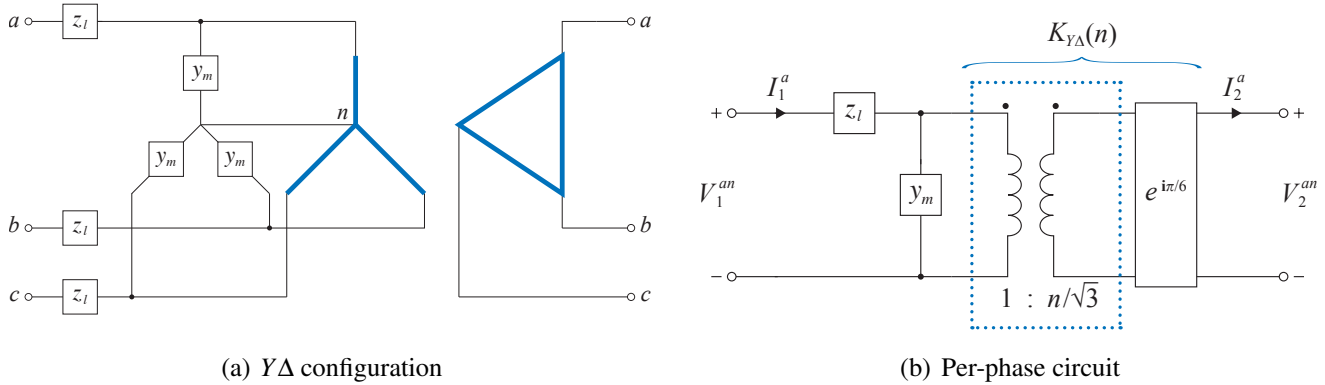 a z_l a
y_m
n
y_m y_m
b z_l b
c z_l c
(a) YΔ configuration
K_{YΔ}(n)
I_1^a I_2^a
+ z_l +
V_1^{an} y_m e^{iπ/6} V_2^{an}
− −
1 : n/√3
(b) Per-phase circuit